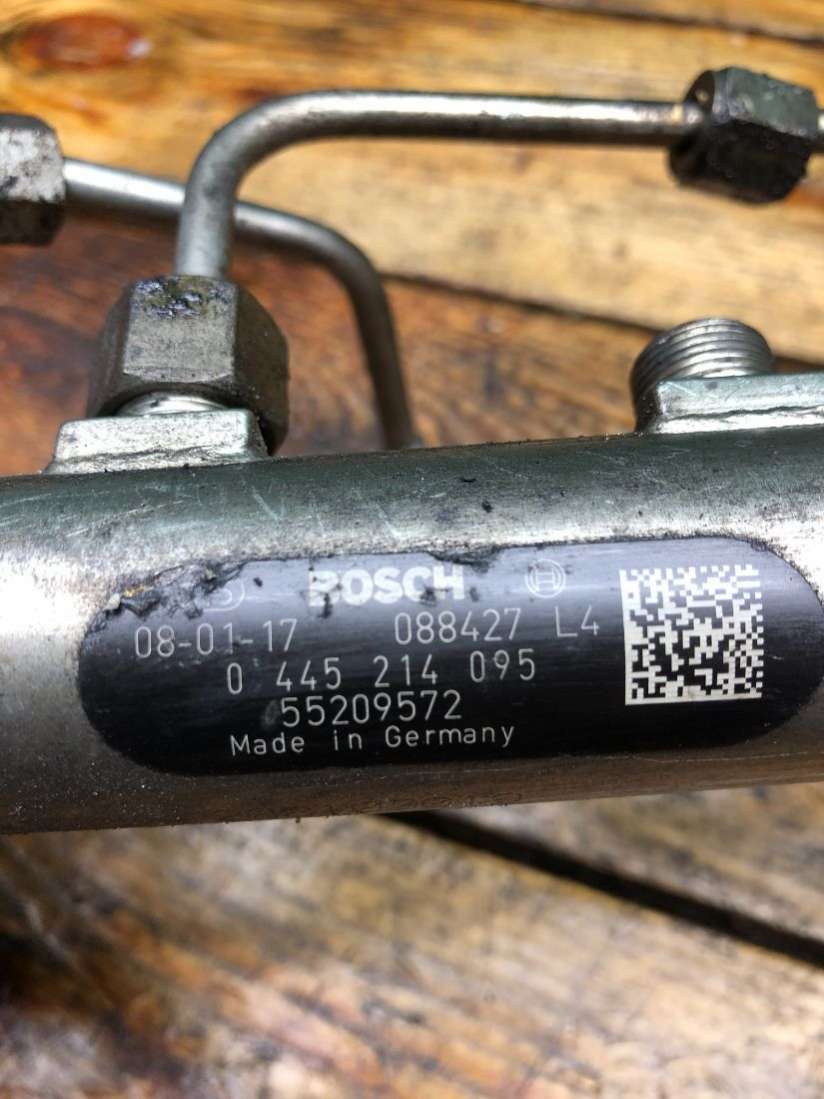 BOSCH
08-01-17 088427 L4
0 445 214 095
55209572
Made in Germany